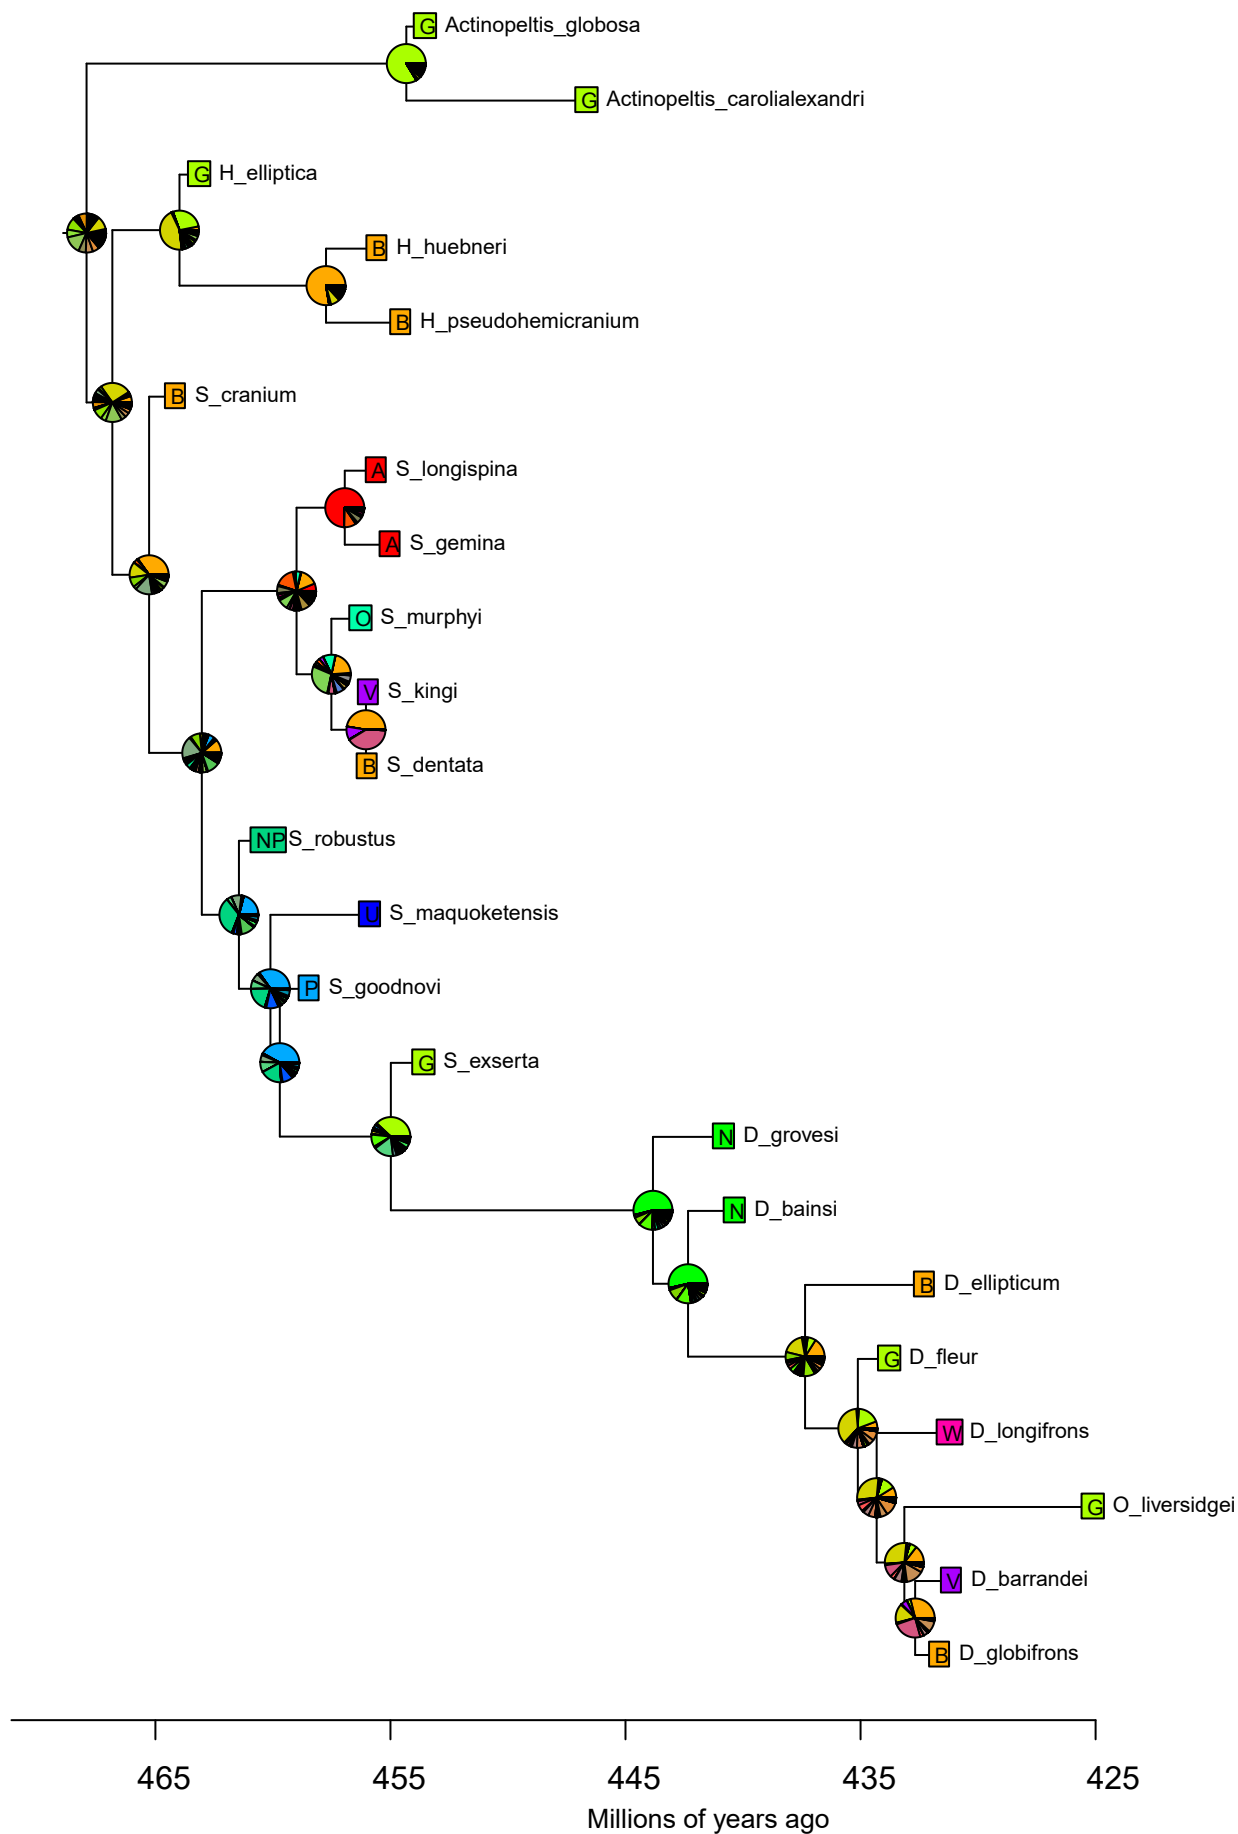 G Actinopeltis_globosa
G Actinopeltis_carolialexandri
G H_elliptica
B H_huebneri
B H_pseudohemicranium
B S_cranium
A S_longispina
A S_gemina
O S_murphyi
V S_kingi
B S_dentata
NP S_robustus
U S_maquoketensis
P S_goodnovi
G S_exserta
N D_grovesi
N D_bainsi
B D_ellipticum
G D_fleur
W D_longifrons
G O_liversidgei
V D_barrandei
B D_globifrons
465 455 445 435 425
Millions of years ago